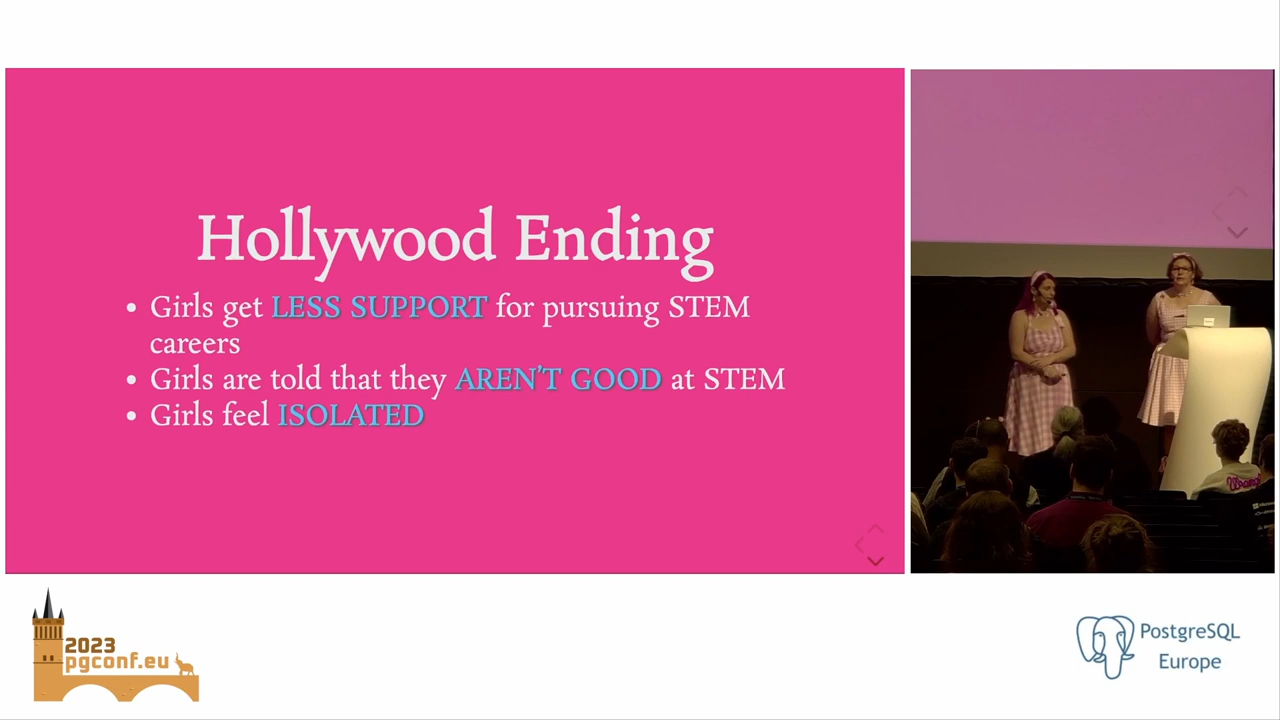 Hollywood Ending
• Girls get LESS SUPPORT for pursuing STEM
careers
• Girls are told that they AREN'T GOOD at STEM
• Girls feel ISOLATED
2023
pgconf.eu
PostgreSQL
Europe